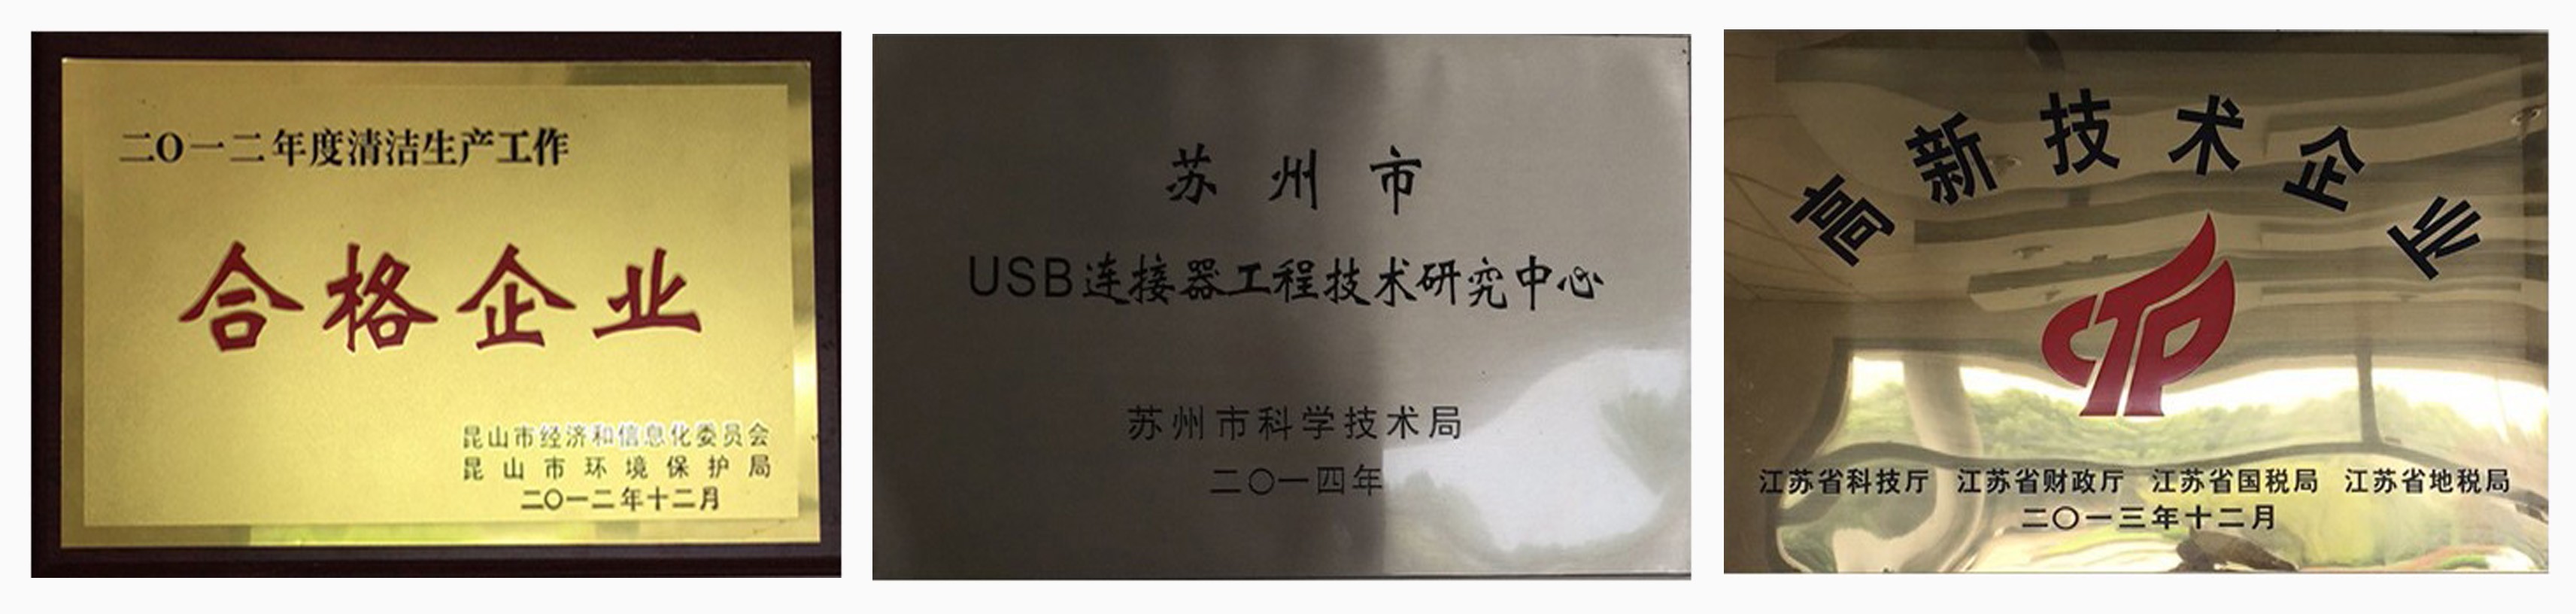 二〇一二年度清洁生产工作
合格企业
昆山市经济和信息化委员会
昆山市环境保护局
二〇一二年十二月
苏州市
USB连接器工程技术研究中心
苏州市科学技术局
二〇一四年
高新技术企业
江苏省科技厅 江苏省财政厅 江苏省国税局 江苏省地税局
二〇一三年十二月